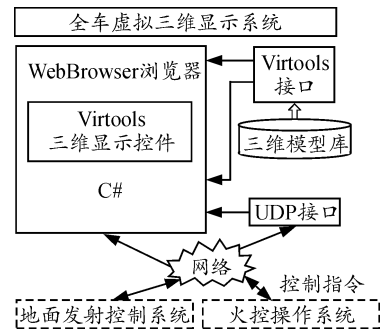 全车虚拟三维显示系统
WebBrowser浏览器
Virtools
三维显示控件
C#
Virtools
接口
三维模型库
UDP接口
网络
控制指令
地面发射控制系统
火控操作系统